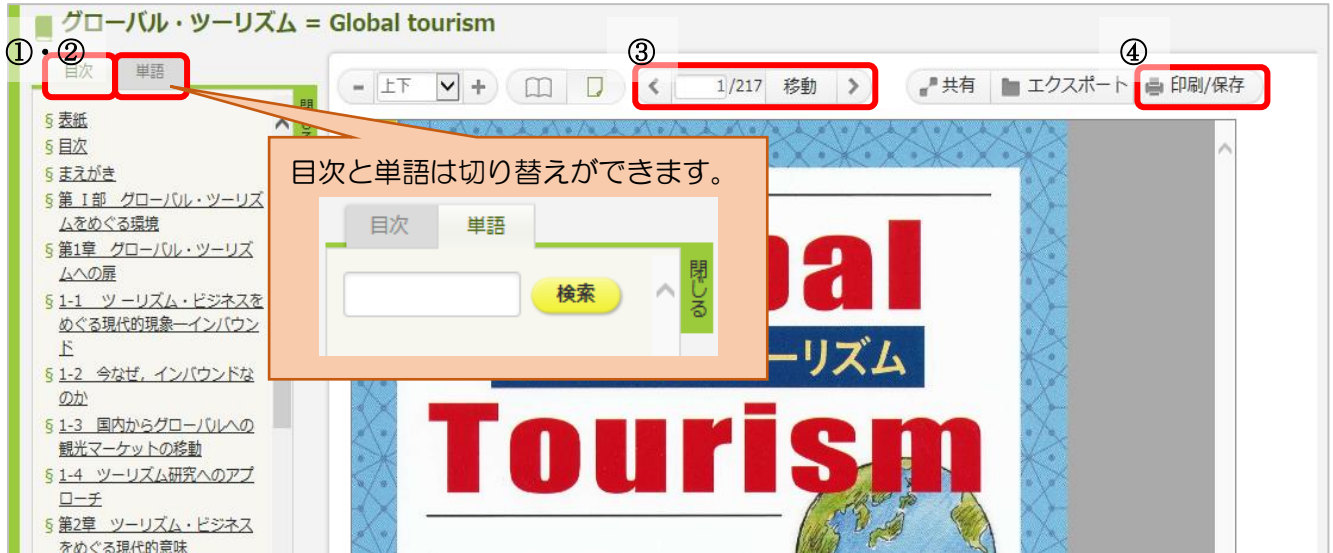 グローバル・ツーリズム = Global tourism
①・②
目次 単語
③
④
- 上下 +
< 1/217 移動 >
共有 エクスポート 印刷/保存
閉じる
§ 表紙
§ 目次
§ まえがき
§ 第 Ⅰ部 グローバル・ツーリズ
ムをめぐる環境
§ 第1章 グローバル・ツーリズ
ムへの扉
§ 1-1 ツーリズム・ビジネスを
めぐる現代的現象―インバウン
ド
§ 1-2 今なぜ，インバウンドな
のか
§ 1-3 国内からグローバルへの
観光マーケットの移動
§ 1-4 ツーリズム研究へのアプ
ローチ
§ 第2章 ツーリズム・ビジネス
をめぐる現代的意味
目次と単語は切り替えができます。
目次 単語
検索
閉じる
bal
ーリズム
Tourism